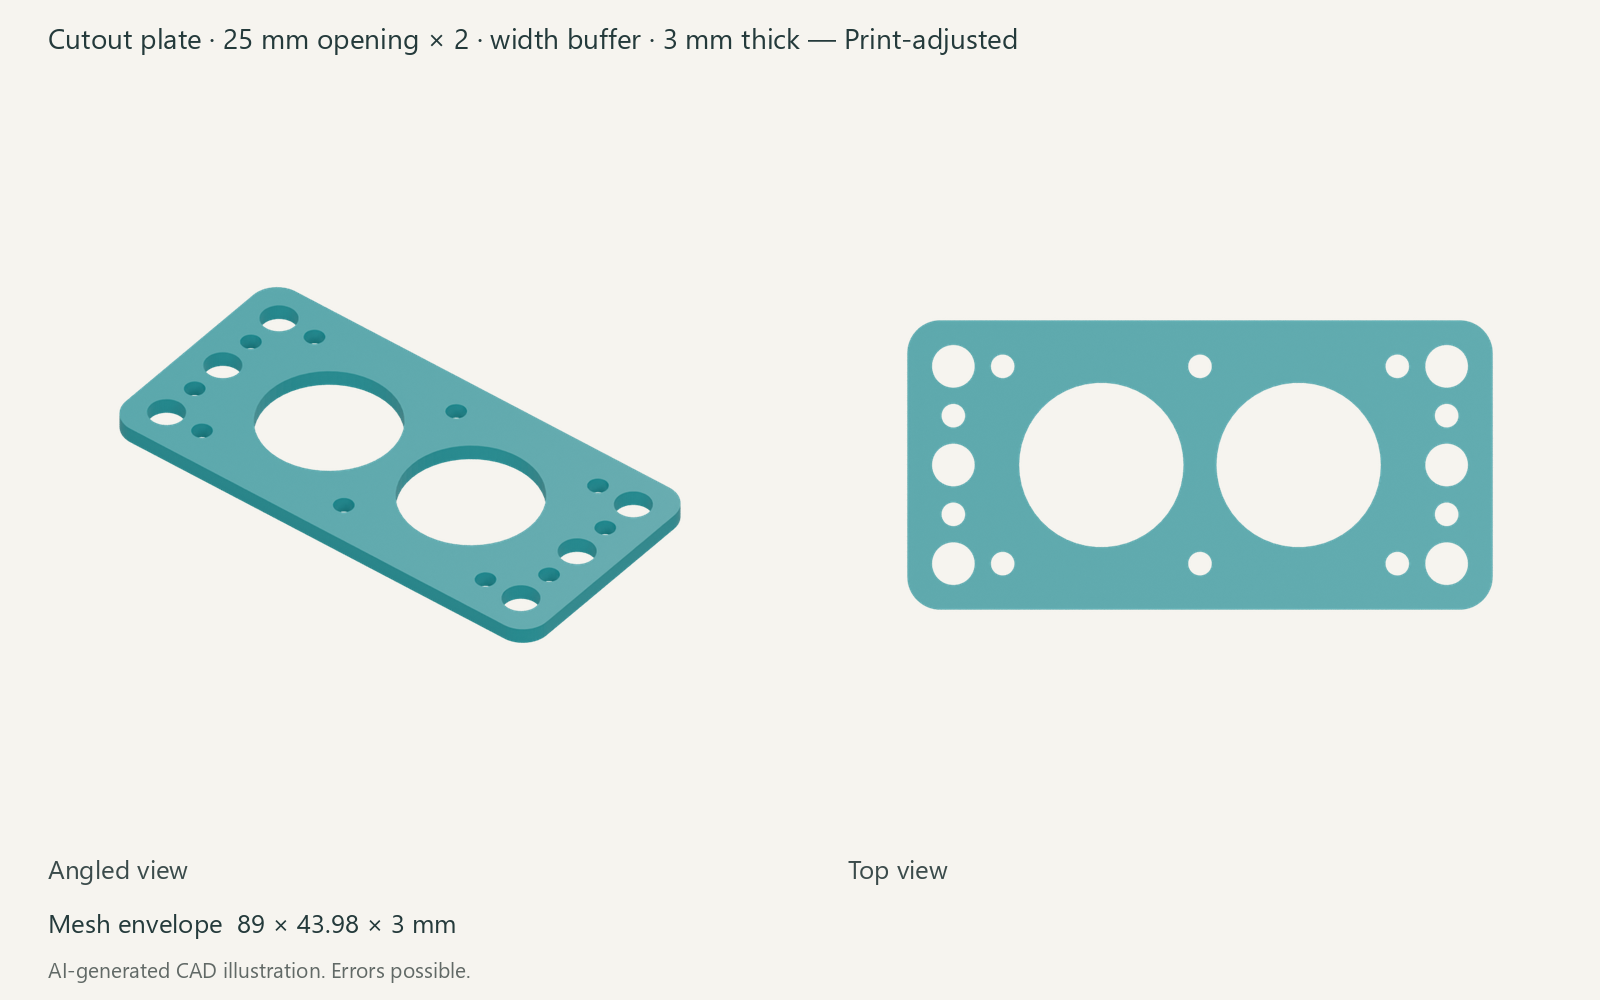 Cutout plate · 25 mm opening × 2 · width buffer · 3 mm thick — Print-adjusted
Angled view
Top view
Mesh envelope  89 × 43.98 × 3 mm
AI-generated CAD illustration. Errors possible.